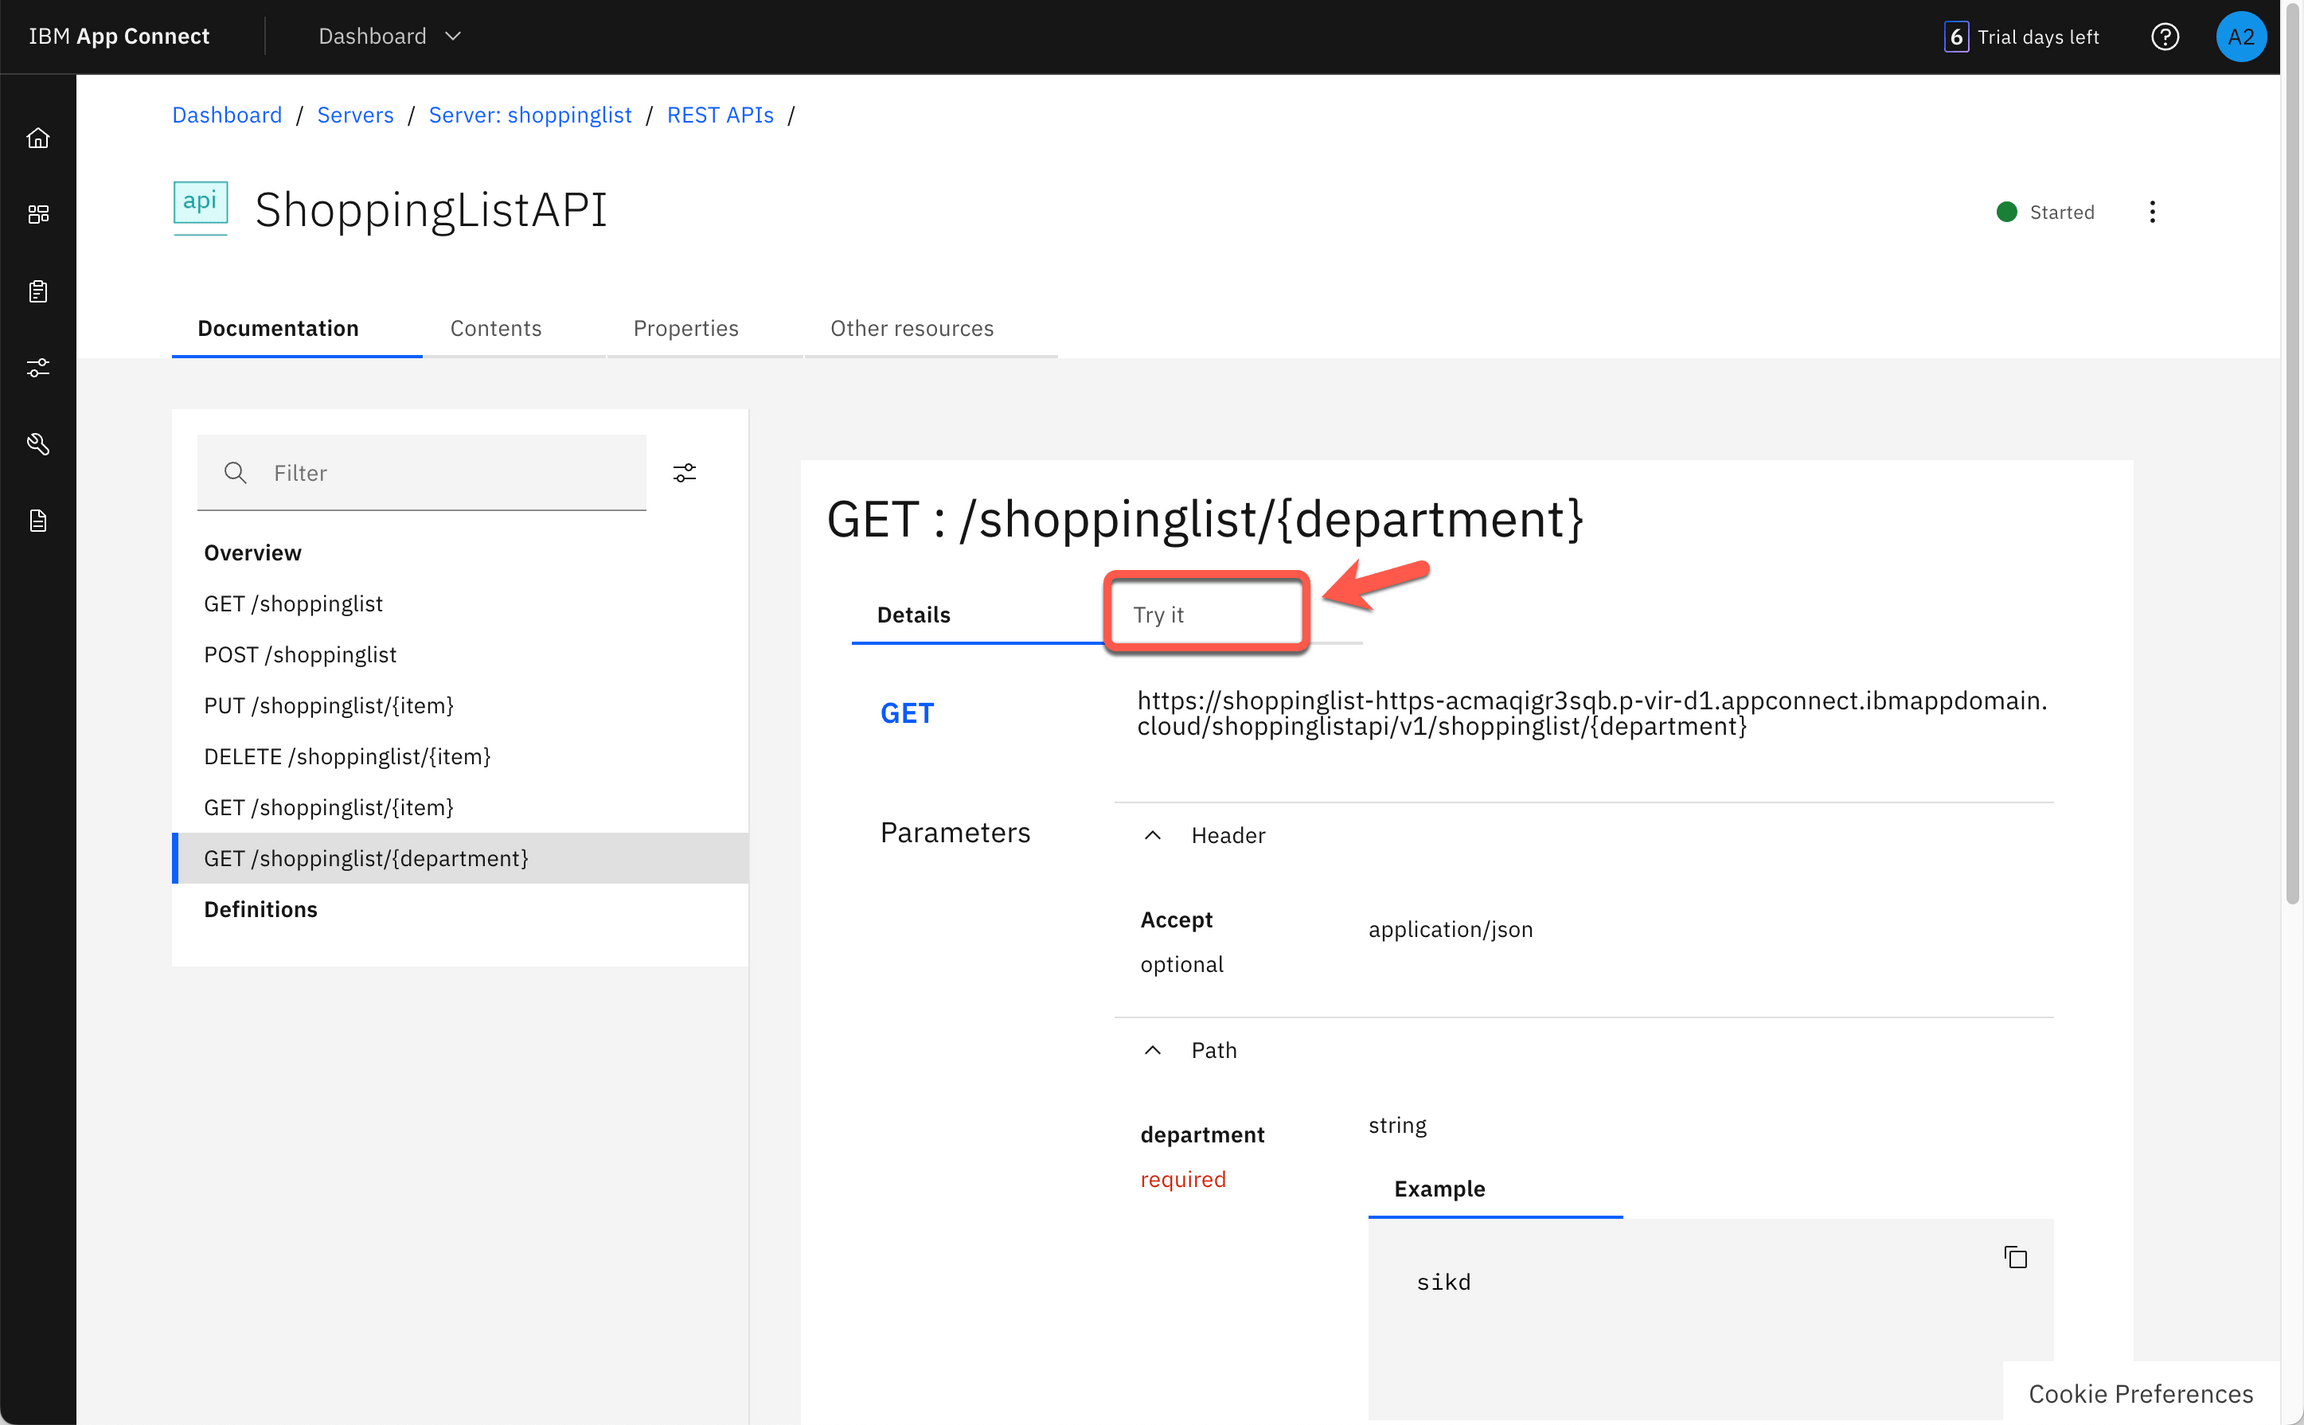 IBM App Connect
Dashboard
6 Trial days left
A2
Dashboard / Servers / Server: shoppinglist / REST APIs /
api
ShoppingListAPI
Started
Documentation
Contents
Properties
Other resources
Filter
Overview
GET /shoppinglist
POST /shoppinglist
PUT /shoppinglist/{item}
DELETE /shoppinglist/{item}
GET /shoppinglist/{item}
GET /shoppinglist/{department}
Definitions
GET : /shoppinglist/{department}
Details
Try it
GET
https://shoppinglist-https-acmaqigr3sqb.p-vir-d1.appconnect.ibmappdomain.
cloud/shoppinglistapi/v1/shoppinglist/{department}
Parameters
Header
Accept
application/json
optional
Path
department
string
required
Example
sikd
Cookie Preferences